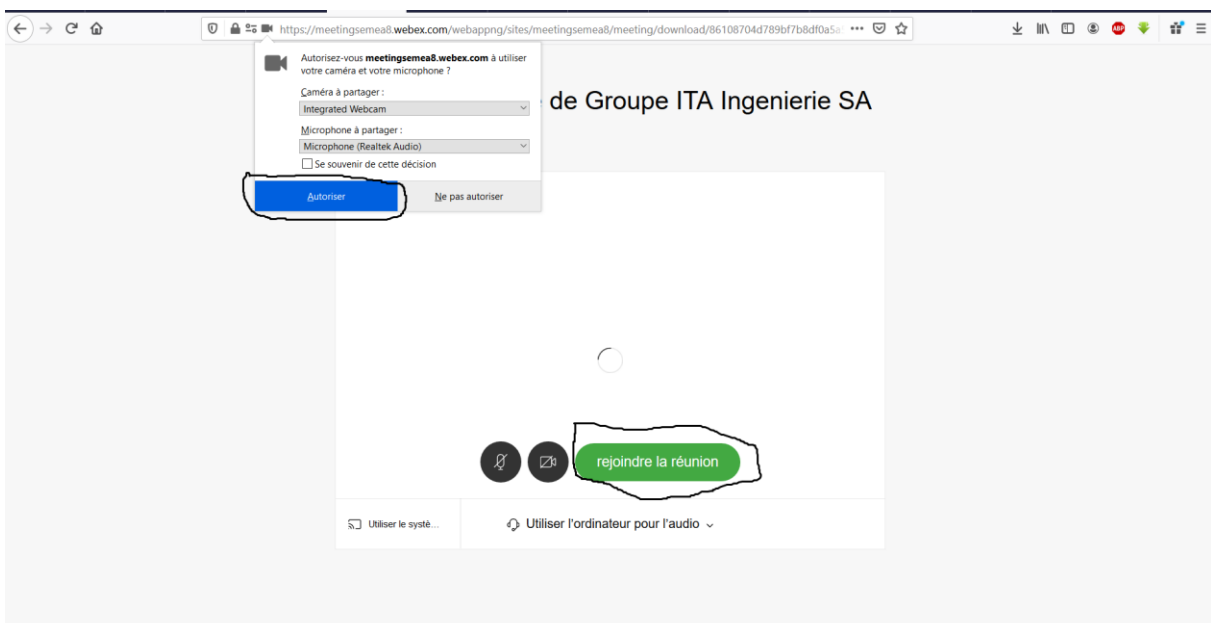 https://meetingsemea8.webex.com/webappng/sites/meetingsemea8/meeting/download/86108704d789bf7b8df0a5a
Autorisez-vous meetingsemea8.webex.com à utiliser
votre caméra et votre microphone ?
Caméra à partager :
Integrated Webcam
de Groupe ITA Ingenierie SA
Microphone à partager :
Microphone (Realtek Audio)
Se souvenir de cette décision
Autoriser
Ne pas autoriser
ABP
rejoindre la réunion
Utiliser le systè...
Utiliser l'ordinateur pour l'audio